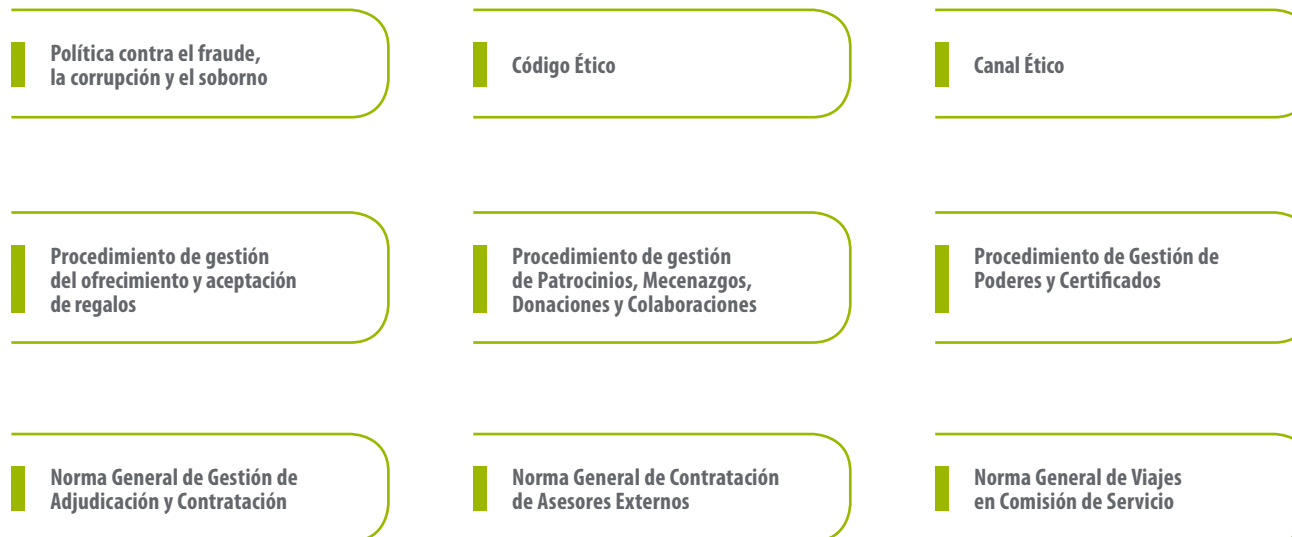 Política contra el fraude,
la corrupción y el soborno
Código Ético
Canal Ético
Procedimiento de gestión
del ofrecimiento y aceptación
de regalos
Procedimiento de gestión
de Patrocinios, Mecenazgos,
Donaciones y Colaboraciones
Procedimiento de Gestión de
Poderes y Certificados
Norma General de Gestión de
Adjudicación y Contratación
Norma General de Contratación
de Asesores Externos
Norma General de Viajes
en Comisión de Servicio